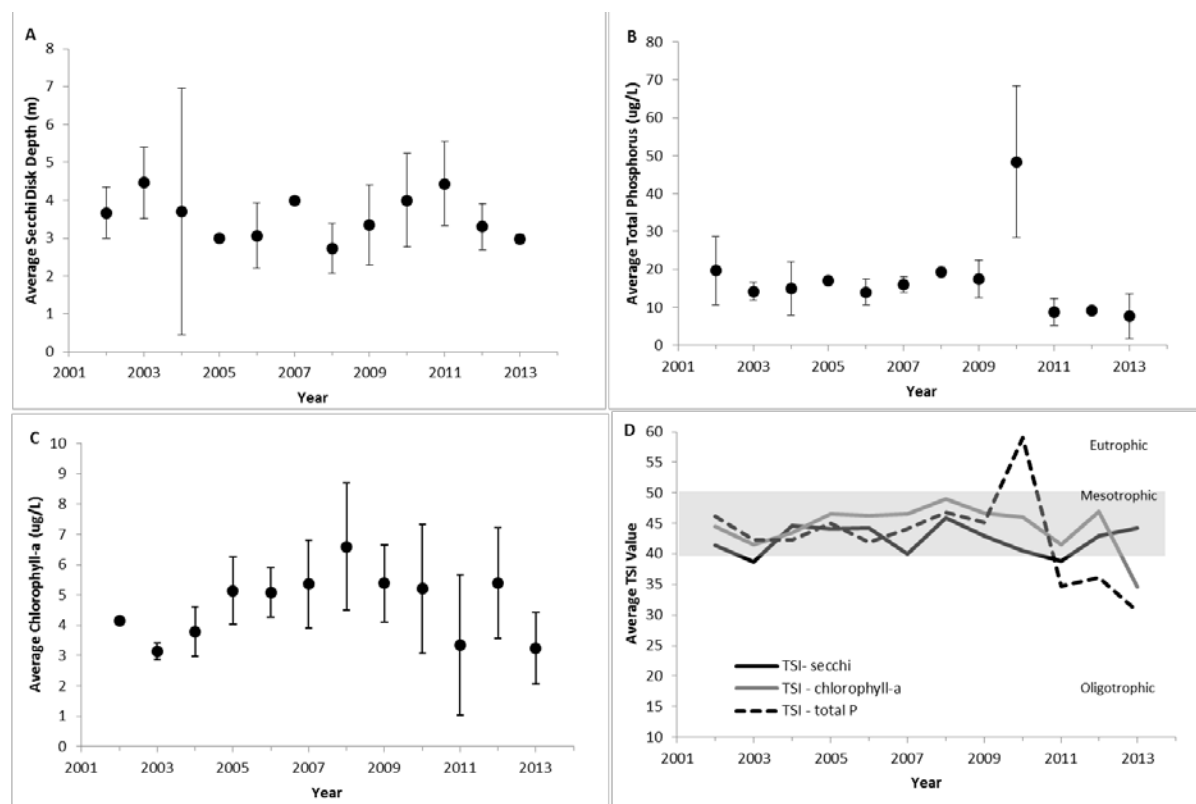 A
Average Secchi Disk Depth (m)
8
7
6
5
4
3
2
1
0
2001 2003 2005 2007 2009 2011 2013
Year
B
Average Total Phosphorus (ug/L)
80
70
60
50
40
30
20
10
0
2001 2003 2005 2007 2009 2011 2013
Year
C
Average Chlorophyll-a (ug/L)
10
9
8
7
6
5
4
3
2
1
0
2001 2003 2005 2007 2009 2011 2013
Year
D
Average TSI Value
60
55
50
45
40
35
30
25
20
15
10
Eutrophic
Mesotrophic
Oligotrophic
TSI- secchi
TSI - chlorophyll-a
TSI - total P
2001 2003 2005 2007 2009 2011 2013
Year